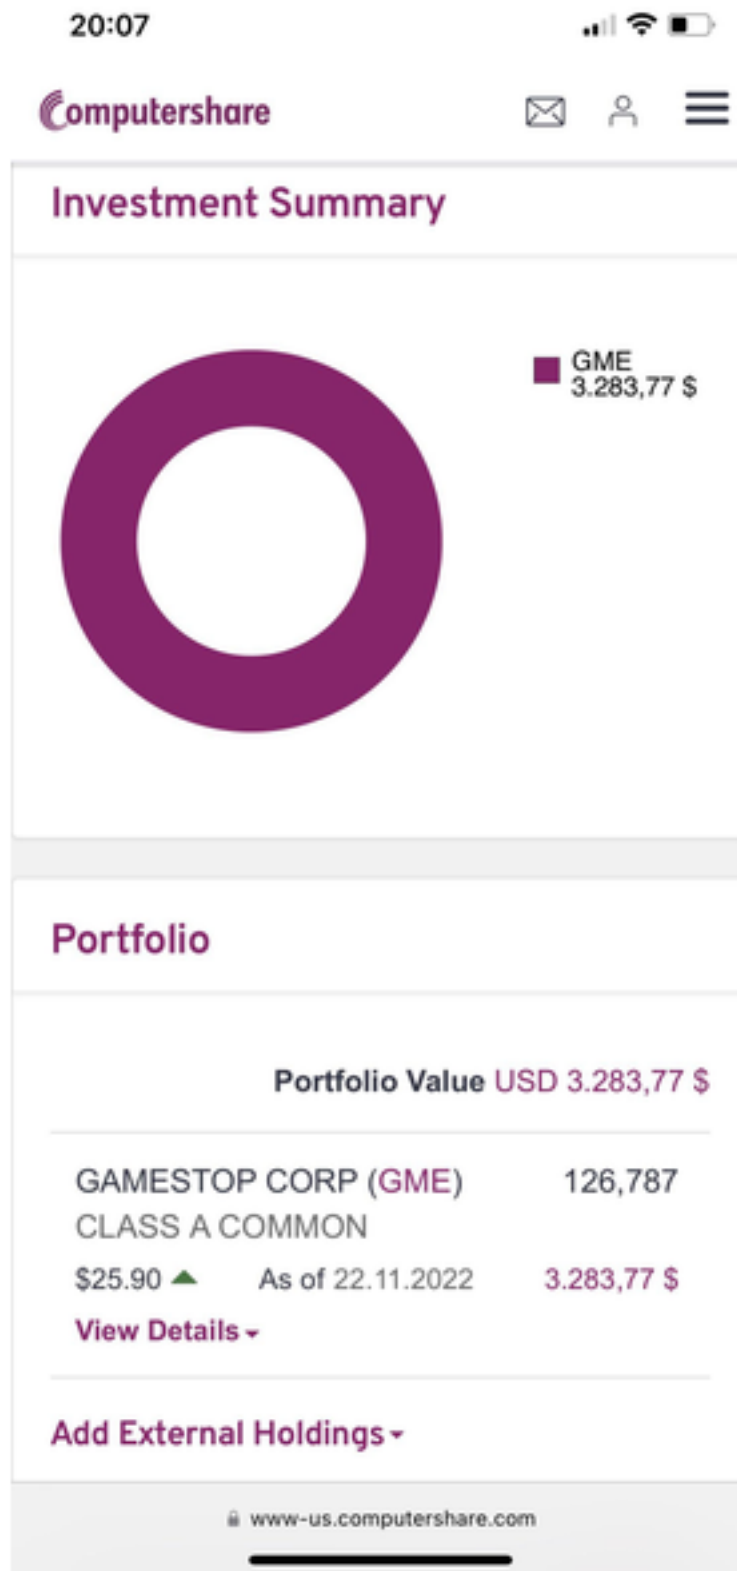 20:07
Computershare
Investment Summary
GME
3.283,77 $
Portfolio
Portfolio Value USD 3.283,77 $
GAMESTOP CORP (GME) 126,787
CLASS A COMMON
$25.90 As of 22.11.2022 3.283,77 $
View Details
Add External Holdings
www-us.computershare.com